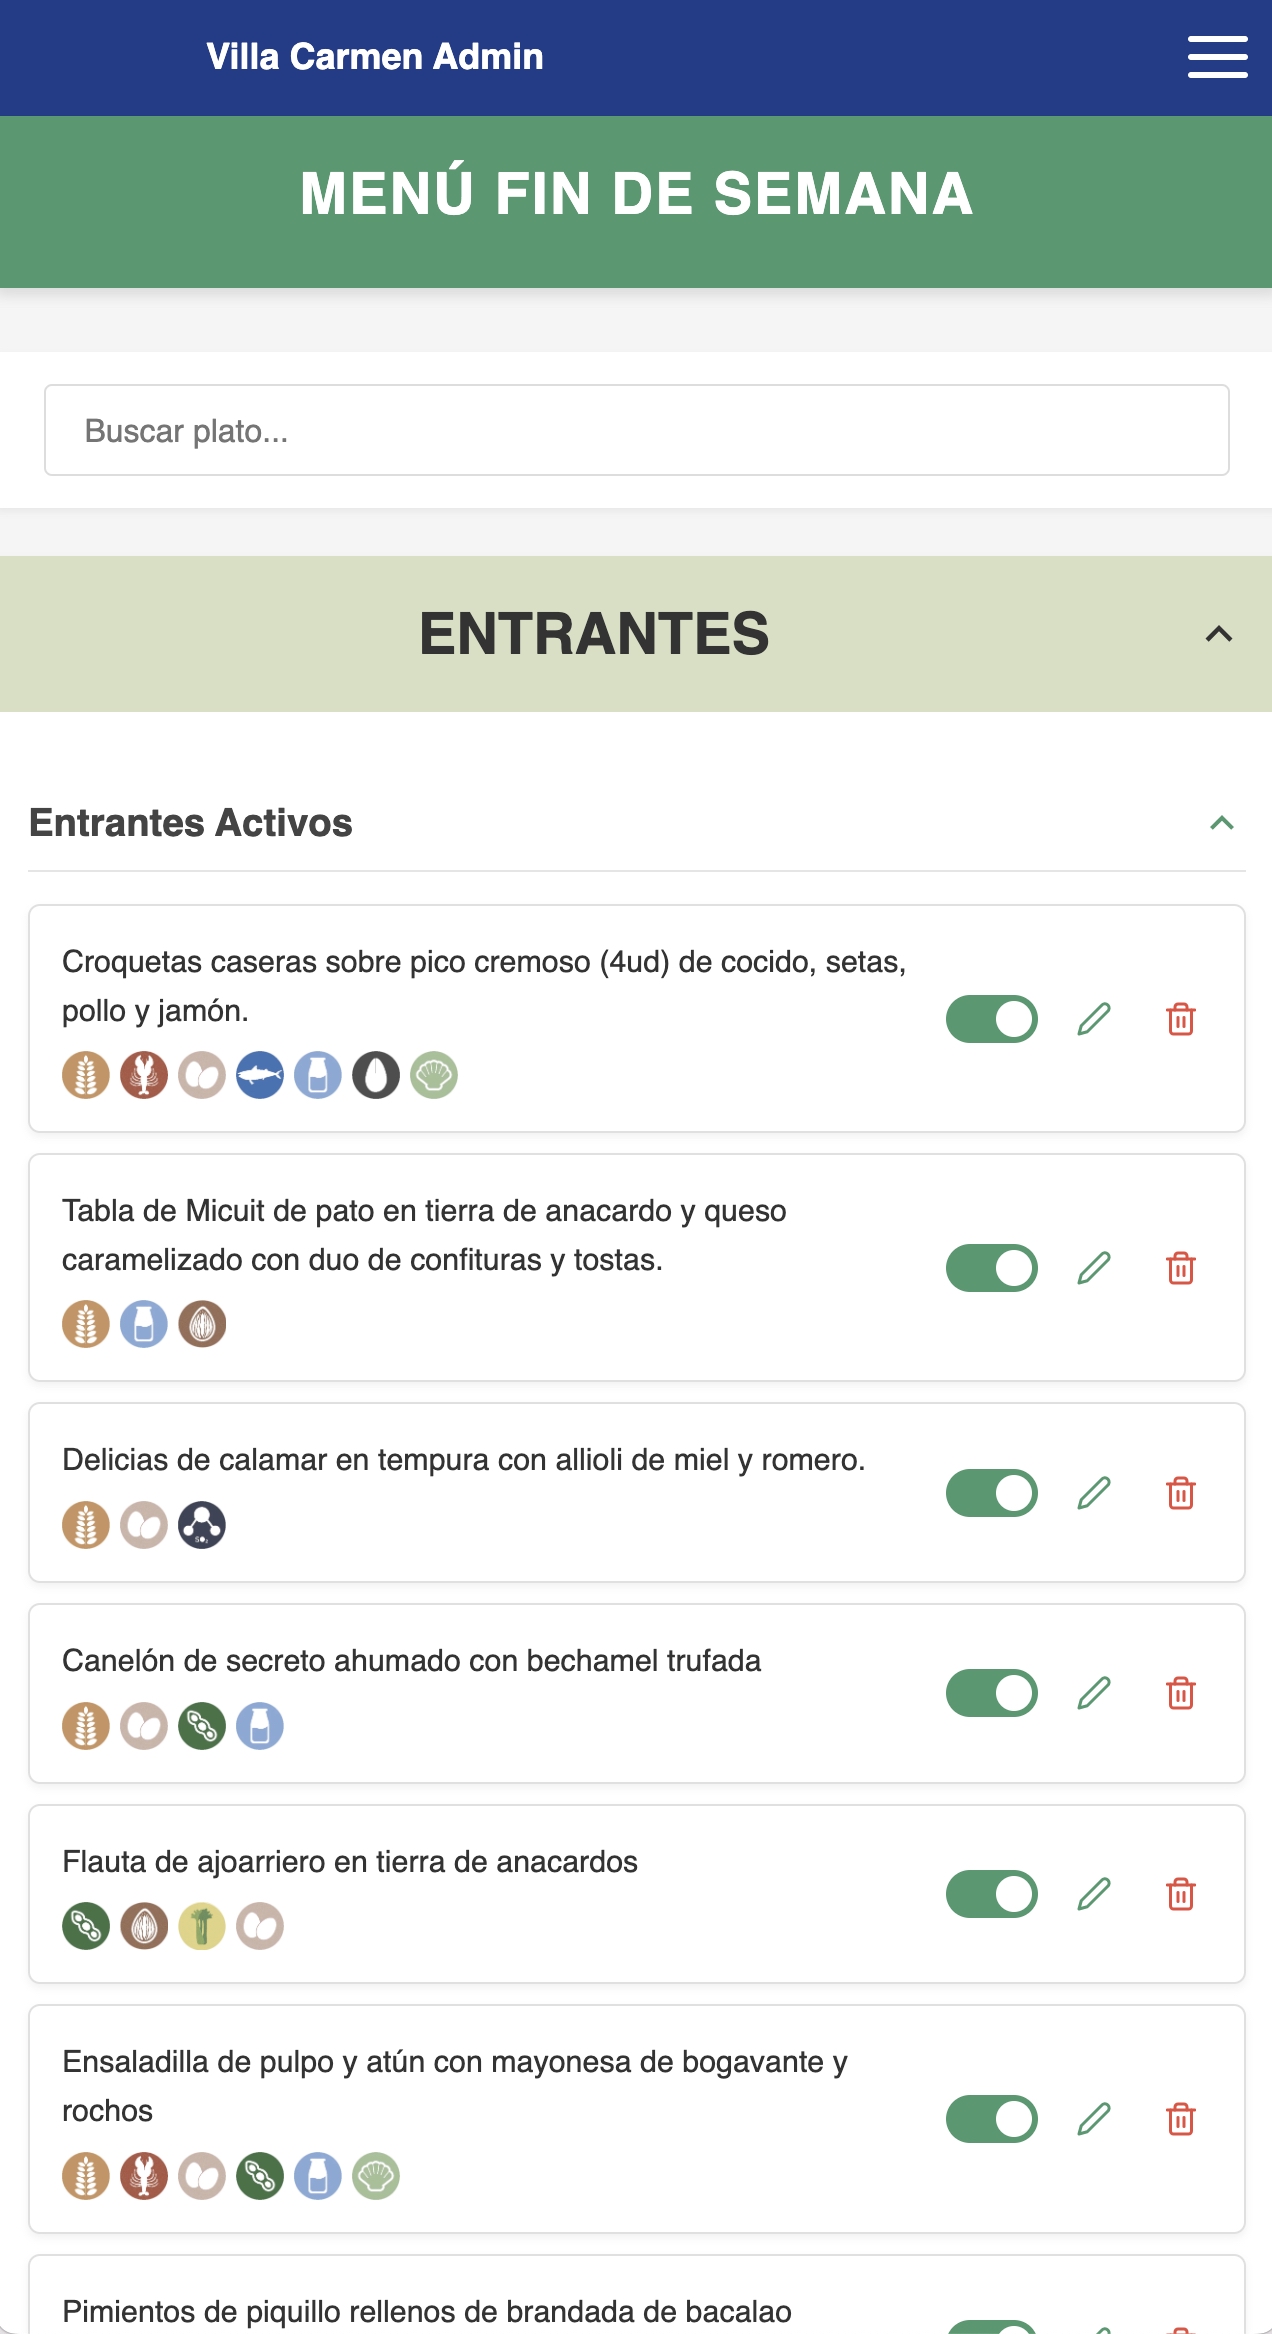 Villa Carmen Admin
MENÚ FIN DE SEMANA
Buscar plato...
ENTRANTES
Entrantes Activos
Croquetas caseras sobre pico cremoso (4ud) de cocido, setas,
pollo y jamón.
Tabla de Micuit de pato en tierra de anacardo y queso
caramelizado con duo de confituras y tostas.
Delicias de calamar en tempura con allioli de miel y romero.
Canelón de secreto ahumado con bechamel trufada
Flauta de ajoarriero en tierra de anacardos
Ensaladilla de pulpo y atún con mayonesa de bogavante y
rochos
Pimientos de piquillo rellenos de brandada de bacalao